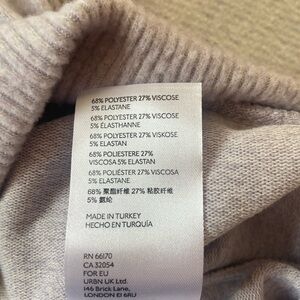 68% POLYESTER 27% VISCOSE
5% ELASTANE
68% POLYESTER 27% VISCOSE
5% ÉLASTHANNE
68% POLYESTER 27% VISKOSE
5% ELASTAN
68% POLIESTERE 27%
VISCOSA 5% ELASTAN
68% POLIÉSTER 27% VISCOSA
5% ELASTANE
68% 聚酯纤维 27% 粘胶纤维
5% 氨纶
MADE IN TURKEY
HECHO EN TURQUÍA
RN 66170
CA 32054
FOR EU
URBN UK Ltd.
146 Brick Lane,
LONDON E1 6RU